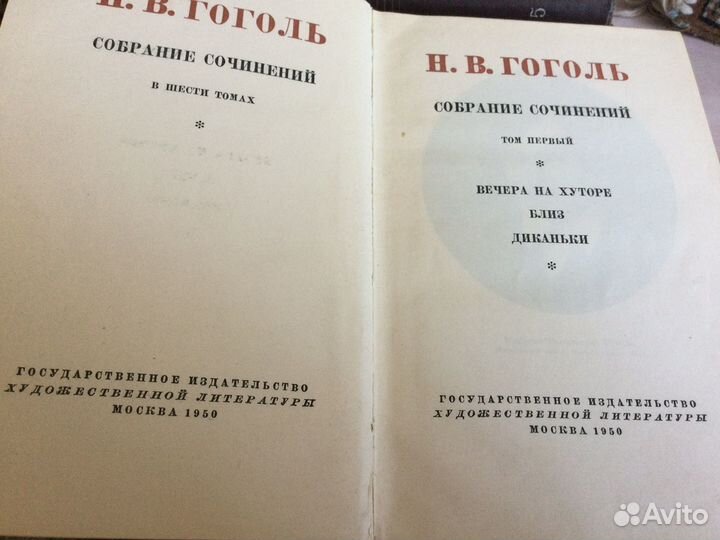 Н. В. ГОГОЛЬ
СОБРАНИЕ СОЧИНЕНИЙ
В ШЕСТИ ТОМАХ
*
ГОСУДАРСТВЕННОЕ ИЗДАТЕЛЬСТВО
ХУДОЖЕСТВЕННОЙ ЛИТЕРАТУРЫ
МОСКВА 1950
5
Н. В. ГОГОЛЬ
СОБРАНИЕ СОЧИНЕНИЙ
ТОМ ПЕРВЫЙ
*
ВЕЧЕРА НА ХУТОРЕ
БЛИЗ
ДИКАНЬКИ
*
ГОСУДАРСТВЕННОЕ ИЗДАТЕЛЬСТВО
ХУДОЖЕСТВЕННОЙ ЛИТЕРАТУРЫ
МОСКВА 1950
Avito